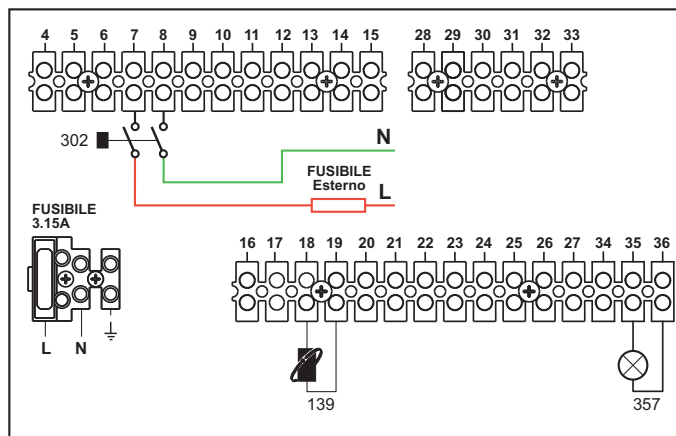 4 5 6 7 8 9 10 11 12 13 14 15 28 29 30 31 32 33
302
N
FUSIBILE
Esterno
L
FUSIBILE
3.15A
16 17 18 19 20 21 22 23 24 25 26 27 34 35 36
L N
139
357